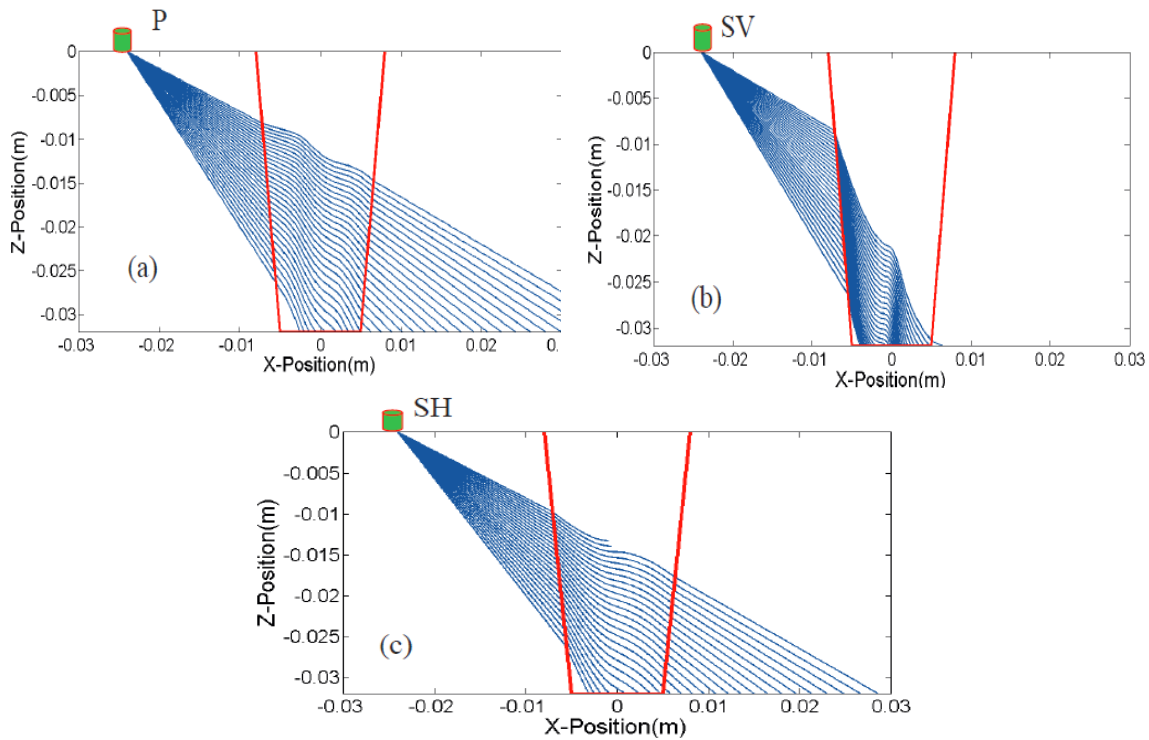 P
0
-0.005
-0.01
-0.015
-0.02
-0.025
-0.03
Z-Position(m)
(a)
-0.03 -0.02 -0.01 0 0.01 0.02 0.
X-Position(m)
SV
0
-0.005
-0.01
-0.015
-0.02
-0.025
-0.03
Z-Position(m)
(b)
-0.03 -0.02 -0.01 0 0.01 0.02 0.03
X-Position(m)
SH
0
-0.005
-0.01
-0.015
-0.02
-0.025
-0.03
Z-Position(m)
(c)
-0.03 -0.02 -0.01 0 0.01 0.02 0.03
X-Position(m)